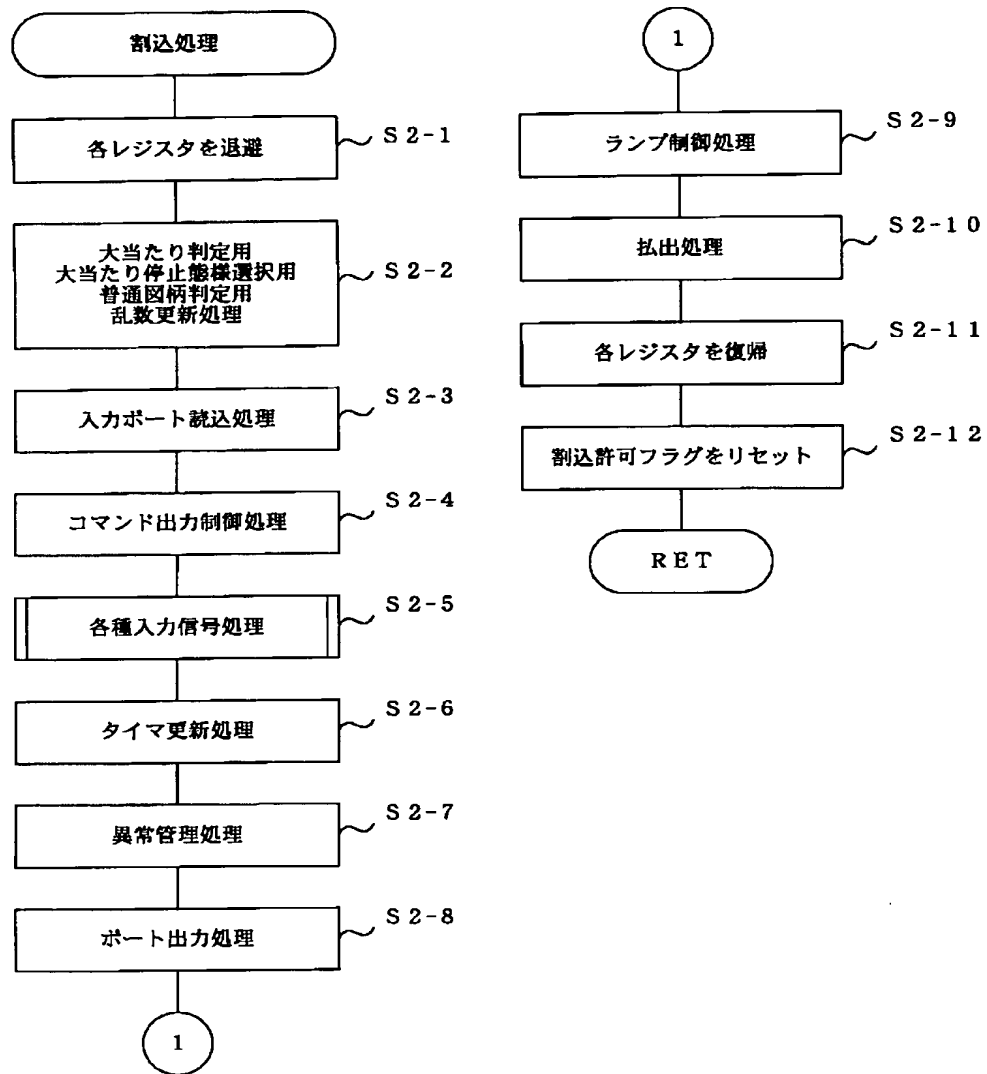 割込処理
各レジスタを退避
S2-1
大当たり判定用
大当たり停止態様選択用
普通図柄判定用
乱数更新処理
S2-2
入力ポート読込処理
S2-3
コマンド出力制御処理
S2-4
各種入力信号処理
S2-5
タイマ更新処理
S2-6
異常管理処理
S2-7
ポート出力処理
S2-8
1
1
ランプ制御処理
S2-9
払出処理
S2-10
各レジスタを復帰
S2-11
割込許可フラグをリセット
S2-12
RET